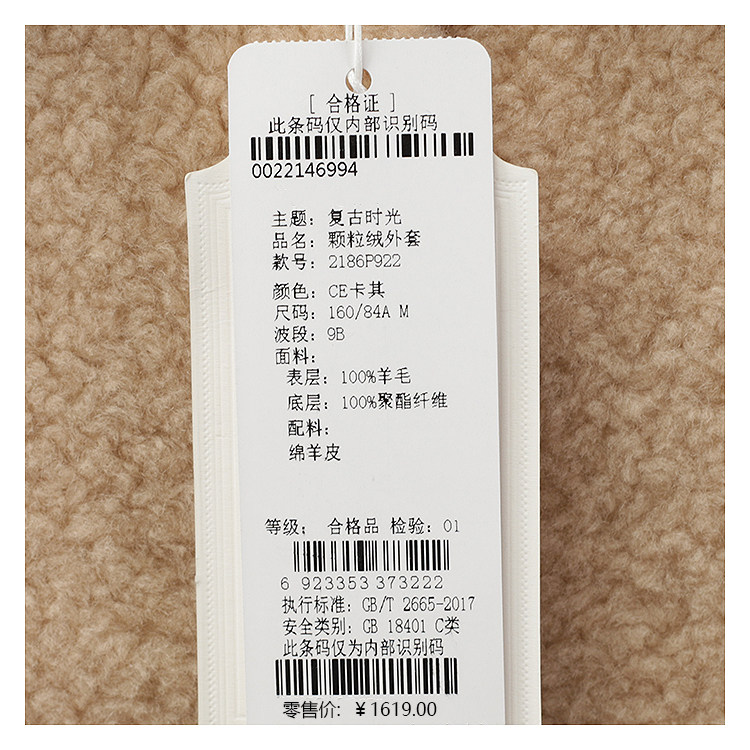 [ 合格证 ]
此条码仅内部识别码
0022146994
主题: 复古时光
品名: 颗粒绒外套
款号: 2186P922
颜色: CE卡其
尺码: 160/84A M
波段: 9B
面料:
表层: 100%羊毛
底层: 100%聚酯纤维
配料:
绵羊皮
等级: 合格品 检验: 01
6 923353 373222
执行标准: GB/T 2665-2017
安全类别: GB 18401 C类
此条码仅为内部识别码
零售价: ¥1619.00